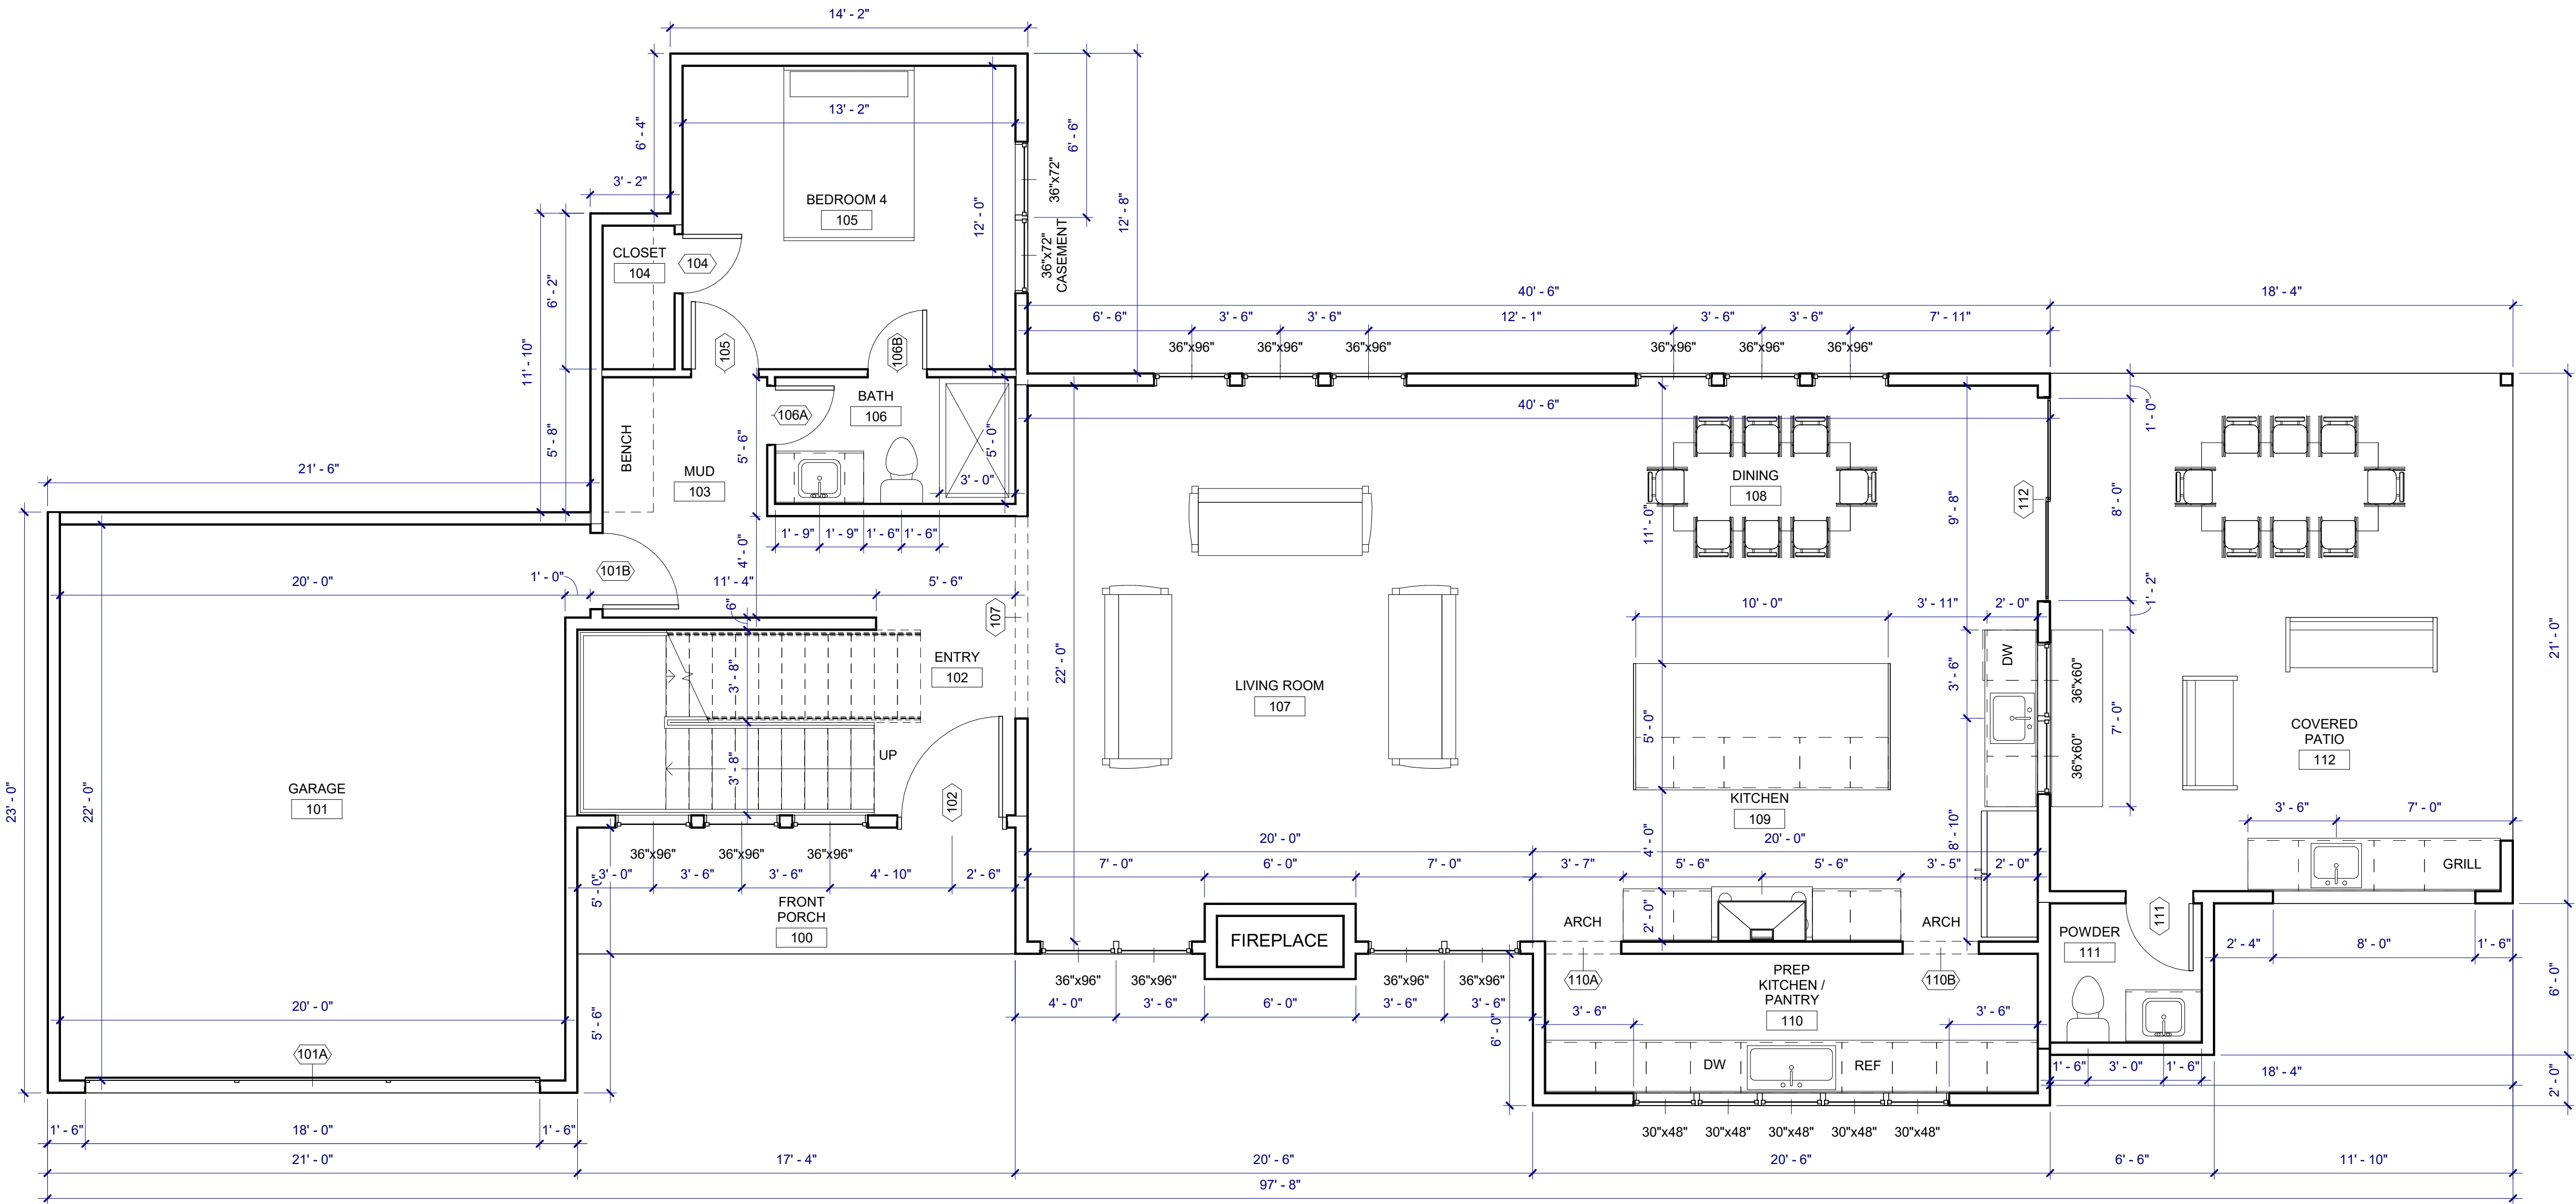 14' - 2"
13' - 2"
6' - 4"
6' - 6"
36"x72"
3' - 2"
BEDROOM 4
105
12' - 0"
12' - 8"
36"x72"
CASEMENT
CLOSET
104
104
6' - 2"
11' - 10"
40' - 6"
18' - 4"
6' - 6"
3' - 6"
3' - 6"
12' - 1"
3' - 6"
3' - 6"
7' - 11"
105
106B
36"x96"
36"x96"
36"x96"
36"x96"
36"x96"
36"x96"
BATH
106
106A
40' - 6"
1' - 0"
5' - 8"
BENCH
5' - 6"
5' - 0"
21' - 6"
MUD
103
3' - 0"
DINING
108
9' - 8"
112
8' - 0"
1' - 9"
1' - 9"
1' - 6"
1' - 6"
11' - 0"
4' - 0"
101B
20' - 0"
1' - 0"
11' - 4"
5' - 6"
1' - 2"
6"
107
10' - 0"
3' - 11"
2' - 0"
21' - 0"
ENTRY
102
22' - 0"
DW
3' - 8"
3' - 6"
36"x60"
LIVING ROOM
107
5' - 0"
7' - 0"
COVERED
PATIO
112
UP
3' - 8"
36"x60"
23' - 0"
22' - 0"
GARAGE
101
102
KITCHEN
109
3' - 6"
7' - 0"
20' - 0"
4' - 0"
20' - 0"
8' - 10"
36"x96"
36"x96"
36"x96"
7' - 0"
6' - 0"
7' - 0"
3' - 7"
5' - 6"
5' - 6"
3' - 5"
2' - 0"
GRILL
3' - 0"
3' - 6"
3' - 6"
4' - 10"
2' - 6"
5' - 0"
FRONT
PORCH
100
FIREPLACE
ARCH
2' - 0"
ARCH
111
POWDER
111
2' - 4"
8' - 0"
1' - 6"
36"x96"
36"x96"
36"x96"
36"x96"
110A
PREP
KITCHEN /
PANTRY
110
110B
6' - 0"
20' - 0"
4' - 0"
3' - 6"
6' - 0"
3' - 6"
3' - 6"
3' - 6"
3' - 6"
5' - 6"
6' - 0"
101A
DW
REF
1' - 6"
3' - 0"
1' - 6"
18' - 4"
2' - 0"
1' - 6"
18' - 0"
1' - 6"
30"x48"
30"x48"
30"x48"
30"x48"
30"x48"
21' - 0"
17' - 4"
20' - 6"
20' - 6"
6' - 6"
11' - 10"
97' - 8"